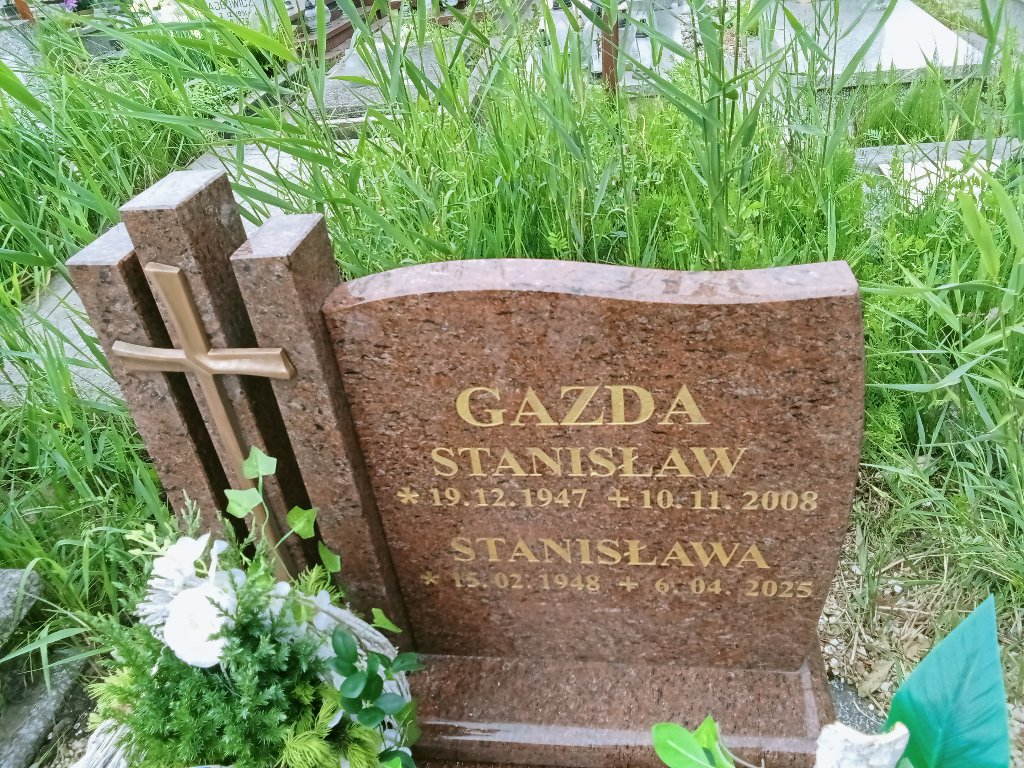 GAZDA
STANISŁAW
* 19.12.1947 + 10.11.2008
STANISŁAWA
* 15.02.1948 + 6.04.2025